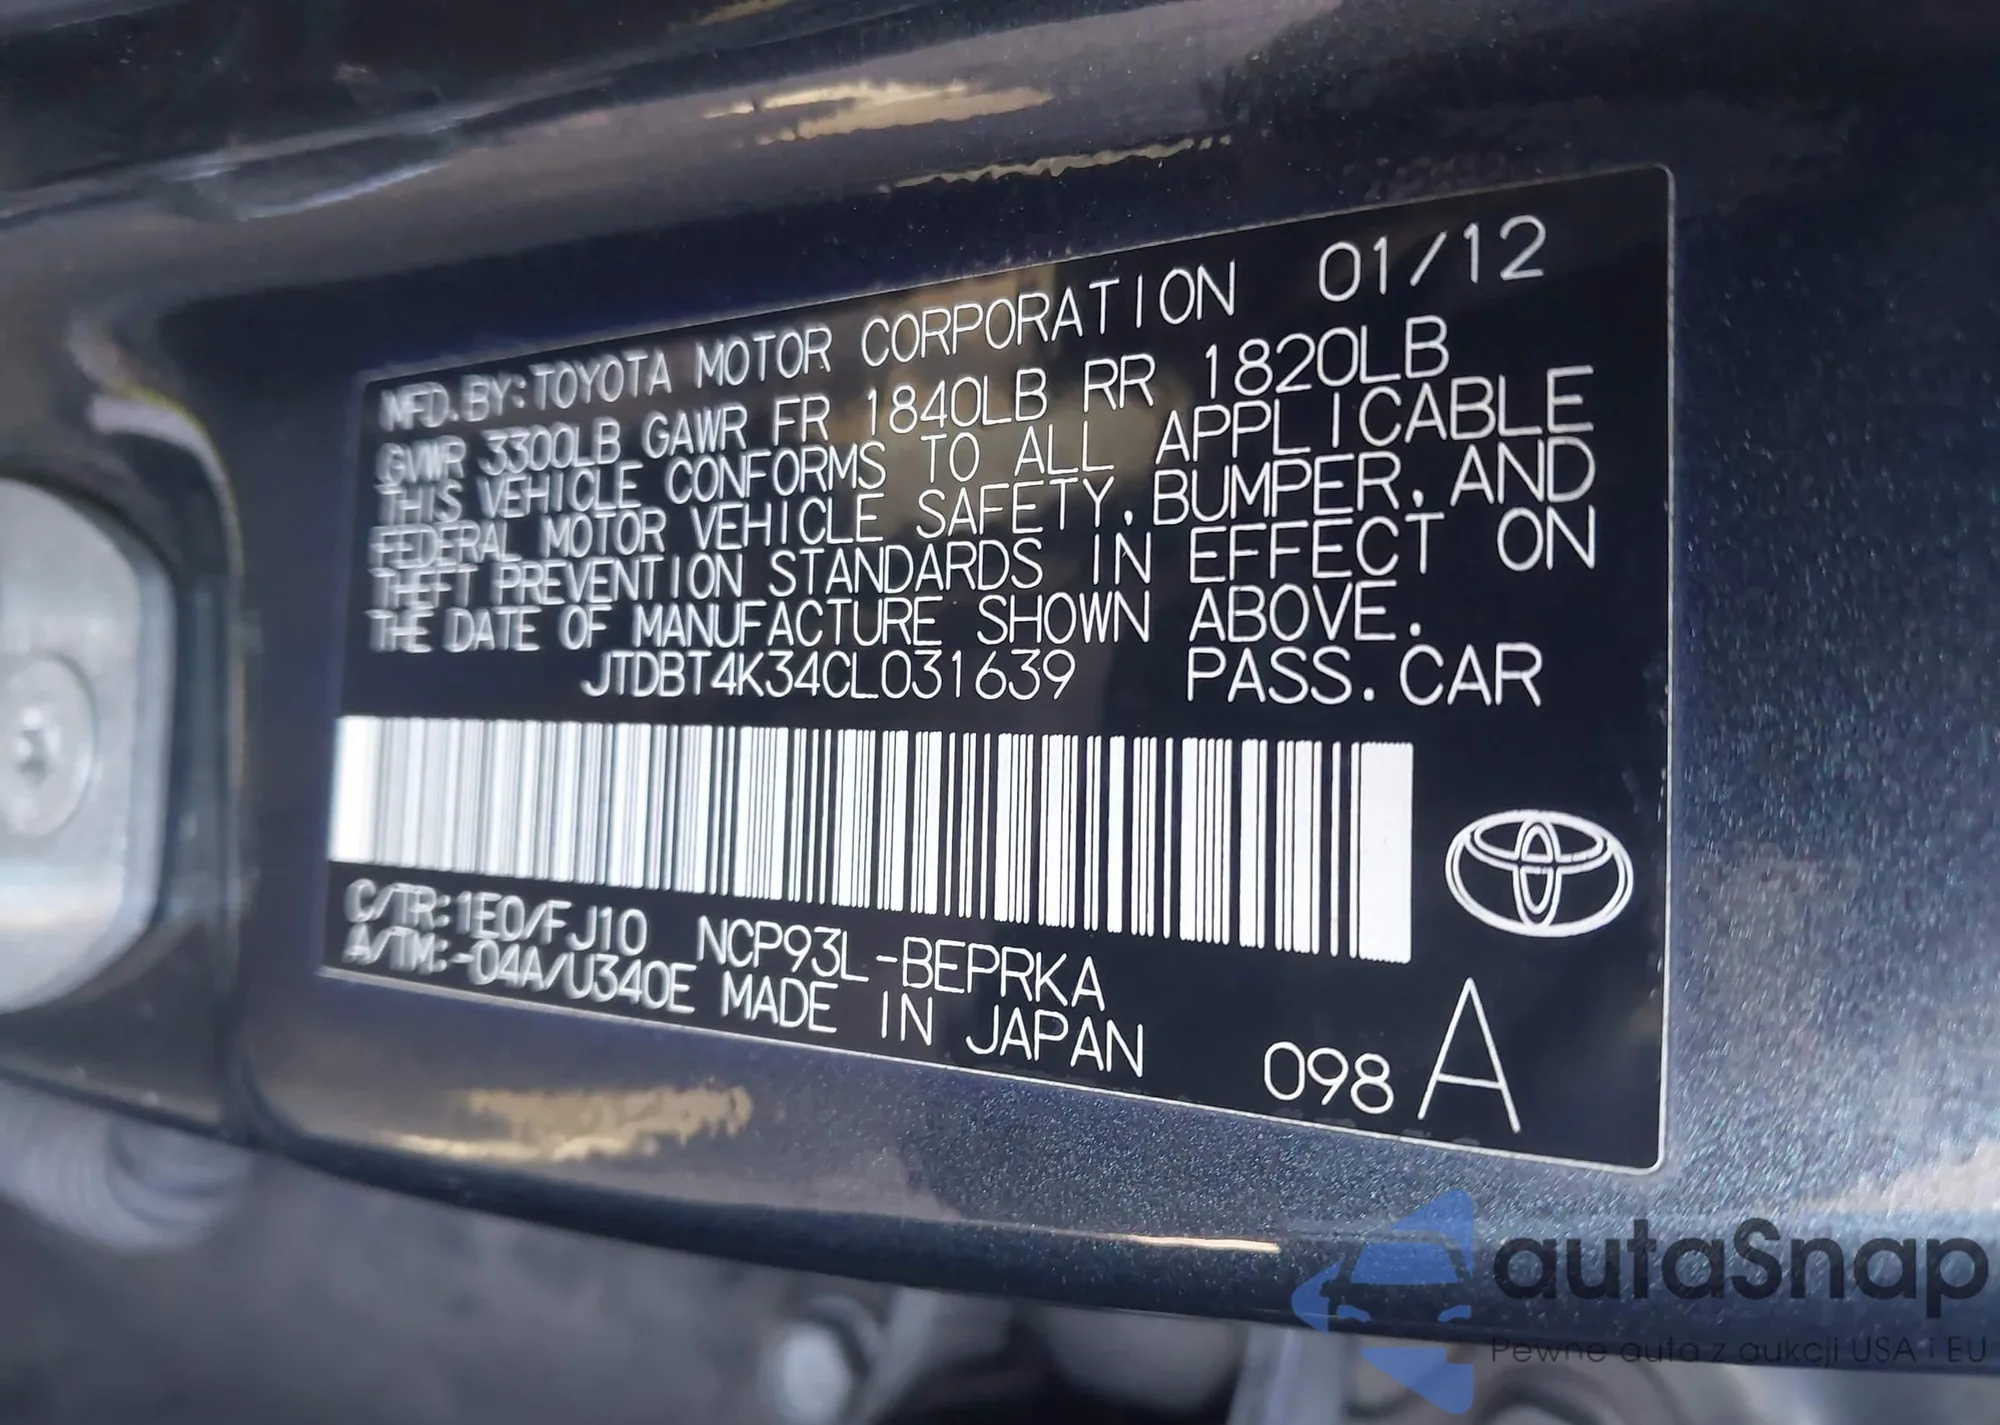 MFD.BY:TOYOTA MOTOR CORPORATION 01/12
GVWR 3300LB GAWR FR 1840LB RR 1820LB
THIS VEHICLE CONFORMS TO ALL APPLICABLE
FEDERAL MOTOR VEHICLE SAFETY, BUMPER, AND
THEFT PREVENTION STANDARDS IN EFFECT ON
THE DATE OF MANUFACTURE SHOWN ABOVE.
JTDBT4K34CL031639 PASS.CAR
C/TR:1E0/FJ10 NCP93L-BEPRKA
A/TM:-04A/U340E MADE IN JAPAN
098 A
autaSnap
Pewne auta z aukcji USA i EU